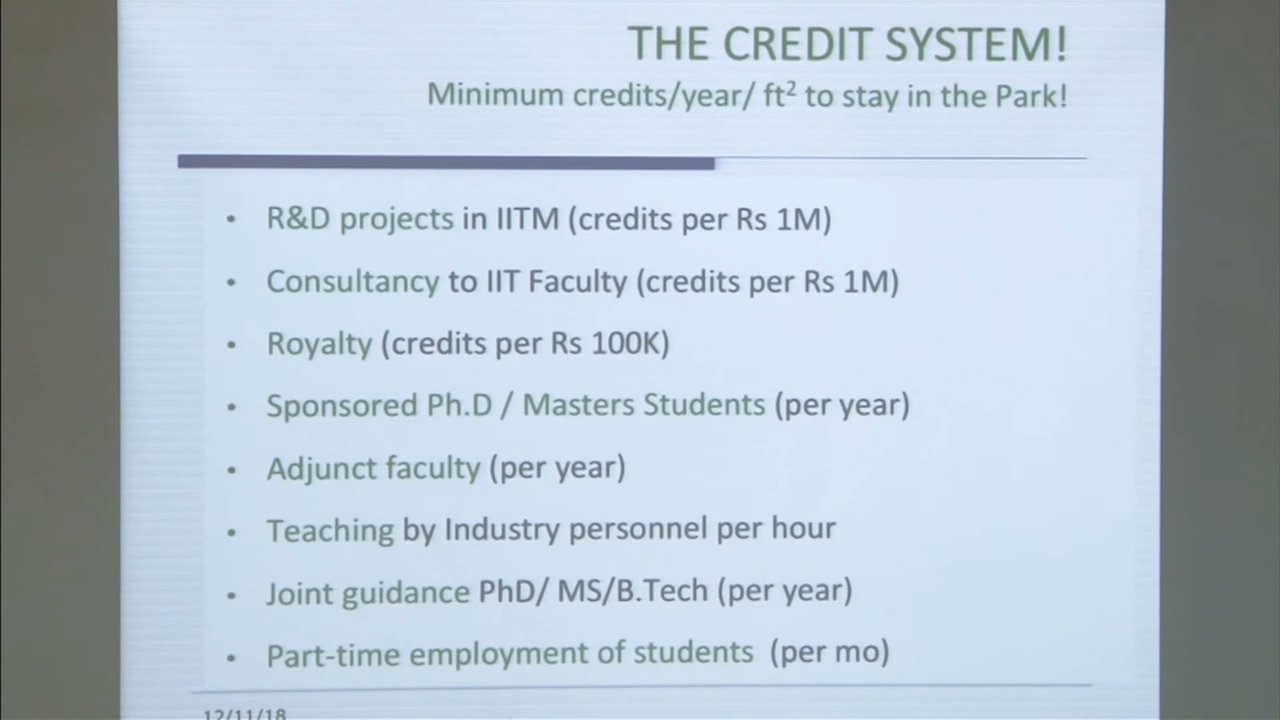 THE CREDIT SYSTEM!
Minimum credits/year/ ft² to stay in the Park!
• R&D projects in IITM (credits per Rs 1M)
• Consultancy to IIT Faculty (credits per Rs 1M)
• Royalty (credits per Rs 100K)
• Sponsored Ph.D / Masters Students (per year)
• Adjunct faculty (per year)
• Teaching by Industry personnel per hour
• Joint guidance PhD/ MS/B.Tech (per year)
• Part-time employment of students (per mo)
12/11/18